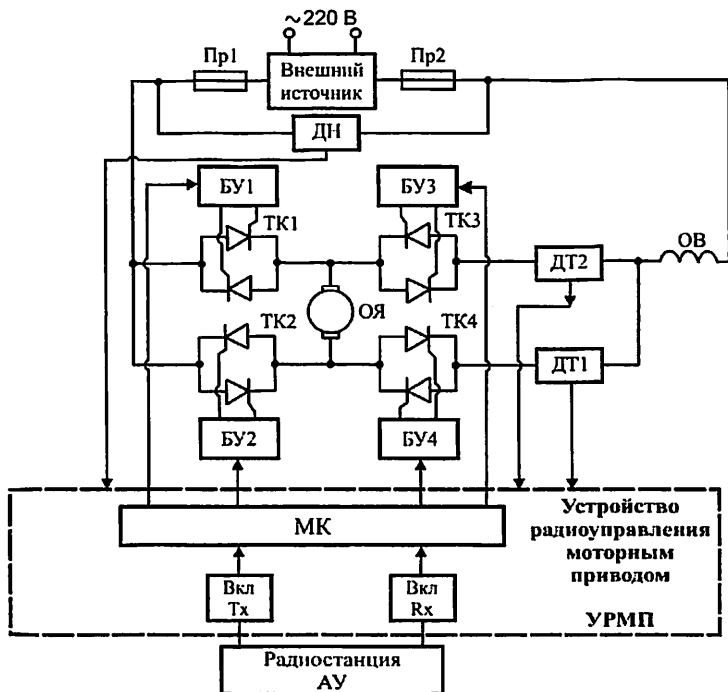 ~220 В
Пр1
Внешний
источник
Пр2
ДН
БУ1
БУ3
ТК1
ТК3
ОВ
ДТ2
ОЯ
ТК2
ТК4
ДТ1
БУ2
БУ4
МК
Устройство
радиоуправления
моторным
приводом
Вкл
Tx
Вкл
Rx
УРМП
Радиостанция
АУ